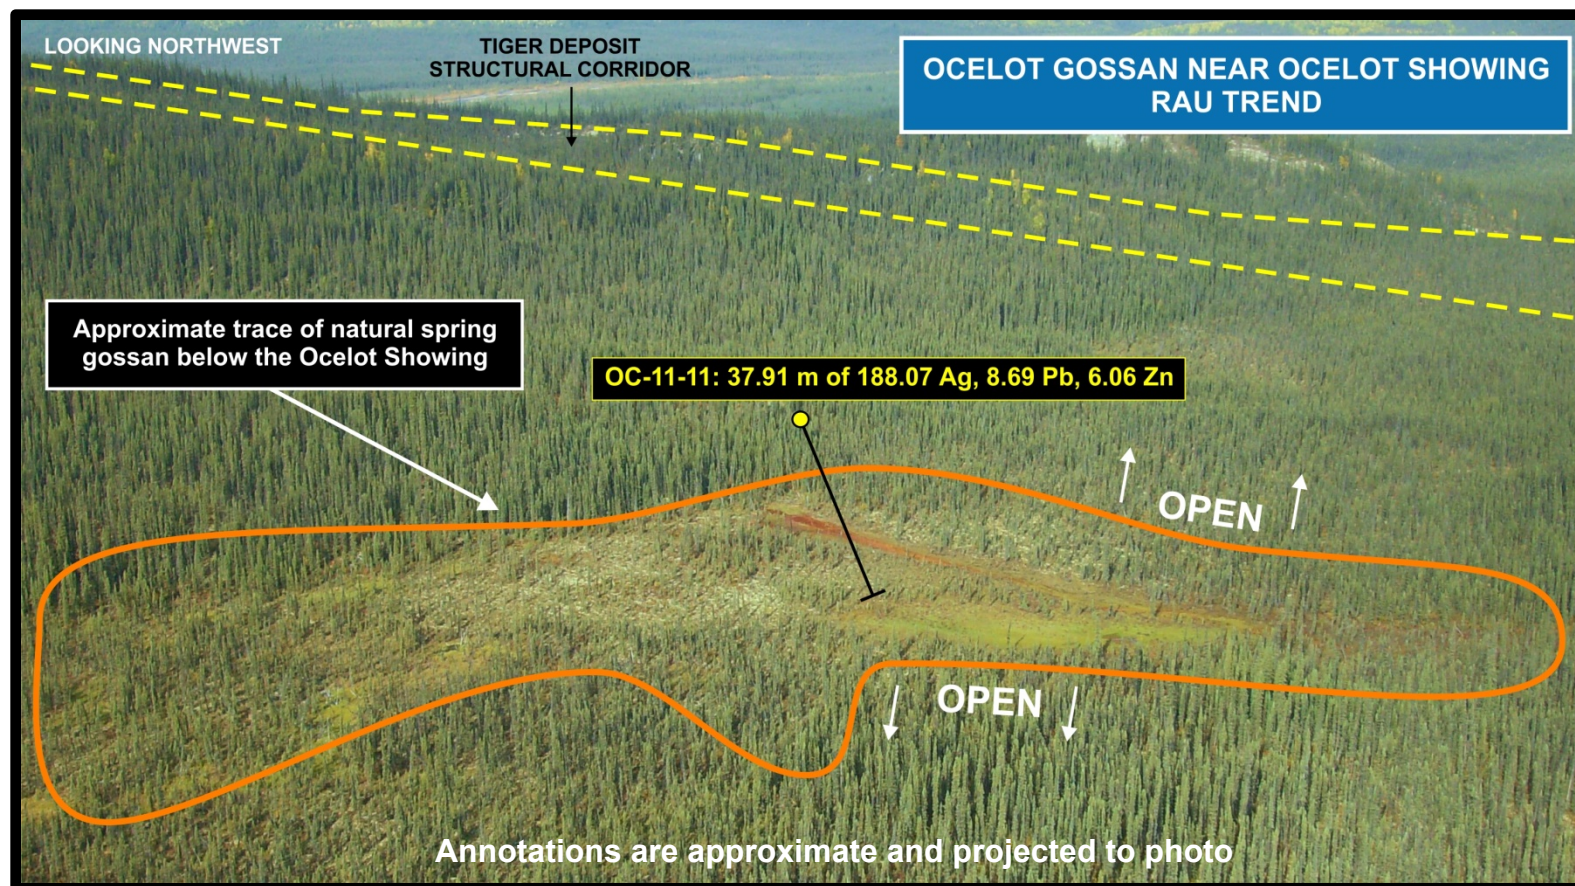 LOOKING NORTHWEST
TIGER DEPOSIT
STRUCTURAL CORRIDOR
OCELOT GOSSAN NEAR OCELOT SHOWING
RAU TREND
Approximate trace of natural spring
gossan below the Ocelot Showing
OC-11-11: 37.91 m of 188.07 Ag, 8.69 Pb, 6.06 Zn
OPEN
OPEN
Annotations are approximate and projected to photo